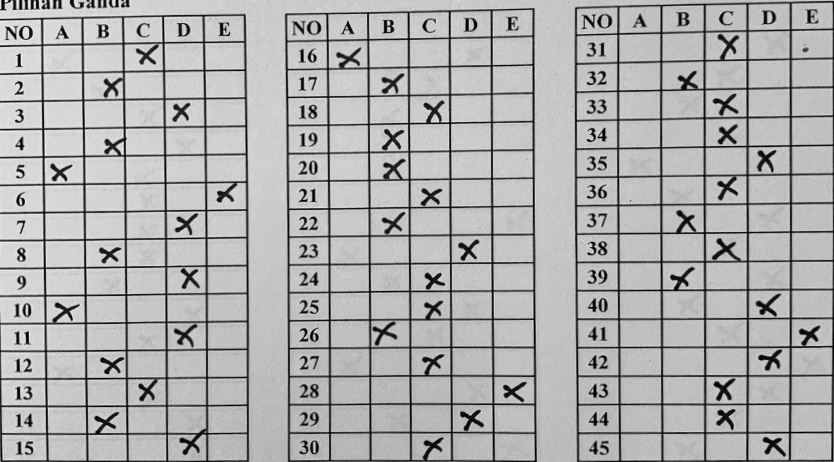 Pilihan Ganda
NO A B C D E
1 X
2 X
3 X
4 X
5 X
6 X
7 X
8 X
9 X
10 X
11 X
12 X
13 X
14 X
15 X
NO A B C D E
16 X
17 X
18 X
19 X
20 X
21 X
22 X
23 X
24 X
25 X
26 X
27 X
28 X
29 X
30 X
NO A B C D E
31 X
32 X
33 X
34 X
35 X
36 X
37 X
38 X
39 X
40 X
41 X
42 X
43 X
44 X
45 X